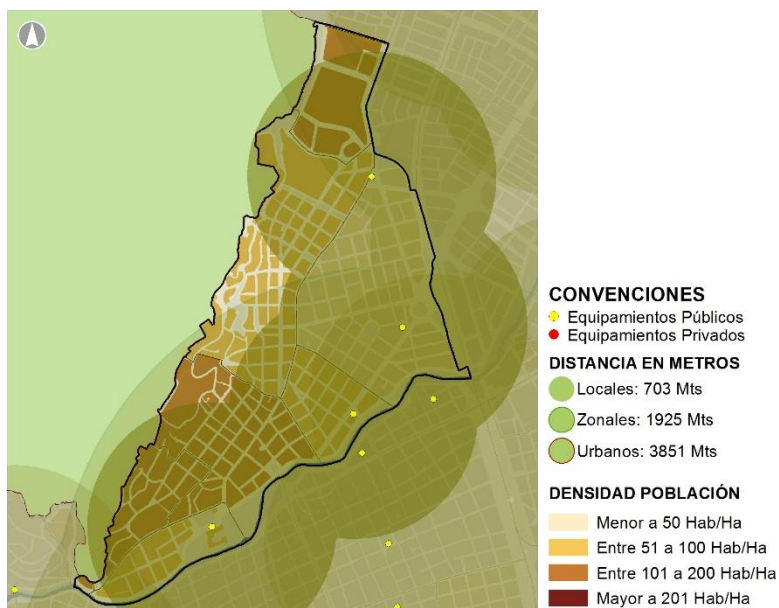 CONVENCIONES
Equipamientos Públicos
Equipamientos Privados
DISTANCIA EN METROS
Locales: 703 Mts
Zonales: 1925 Mts
Urbanos: 3851 Mts
DENSIDAD POBLACIÓN
Menor a 50 Hab/Ha
Entre 51 a 100 Hab/Ha
Entre 101 a 200 Hab/Ha
Mayor a 201 Hab/Ha